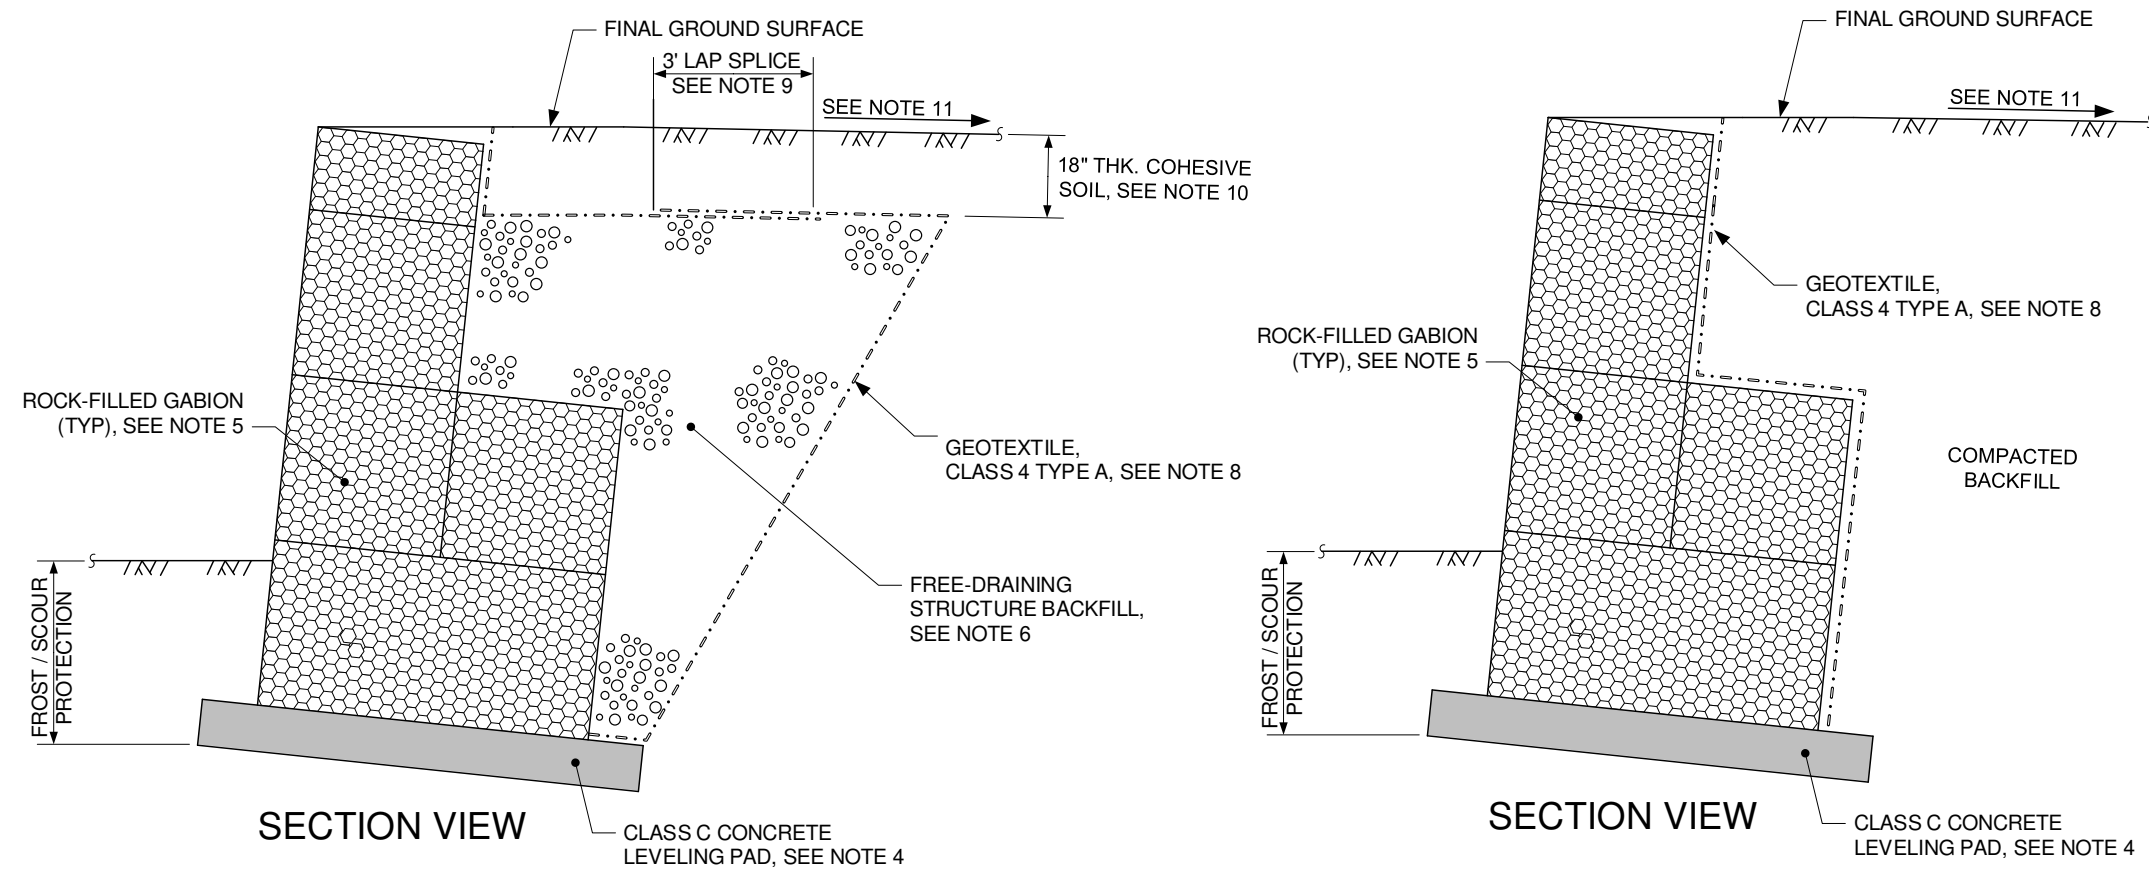 FINAL GROUND SURFACE
3' LAP SPLICE
SEE NOTE 9
SEE NOTE 11
18" THK. COHESIVE
SOIL, SEE NOTE 10
ROCK-FILLED GABION
(TYP), SEE NOTE 5
GEOTEXTILE,
CLASS 4 TYPE A, SEE NOTE 8
FREE-DRAINING
STRUCTURE BACKFILL,
SEE NOTE 6
FROST / SCOUR
PROTECTION
SECTION VIEW
CLASS C CONCRETE
LEVELING PAD, SEE NOTE 4
FINAL GROUND SURFACE
SEE NOTE 11
GEOTEXTILE,
CLASS 4 TYPE A, SEE NOTE 8
ROCK-FILLED GABION
(TYP), SEE NOTE 5
COMPACTED
BACKFILL
FROST / SCOUR
PROTECTION
SECTION VIEW
CLASS C CONCRETE
LEVELING PAD, SEE NOTE 4